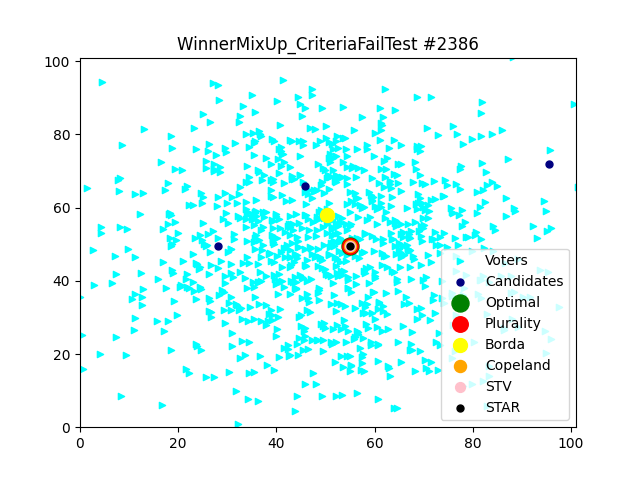 WinnerMixUp_CriteriaFailTest #2386
100
80
60
40
20
0
0 20 40 60 80 100
Voters
Candidates
Optimal
Plurality
Borda
Copeland
STV
STAR